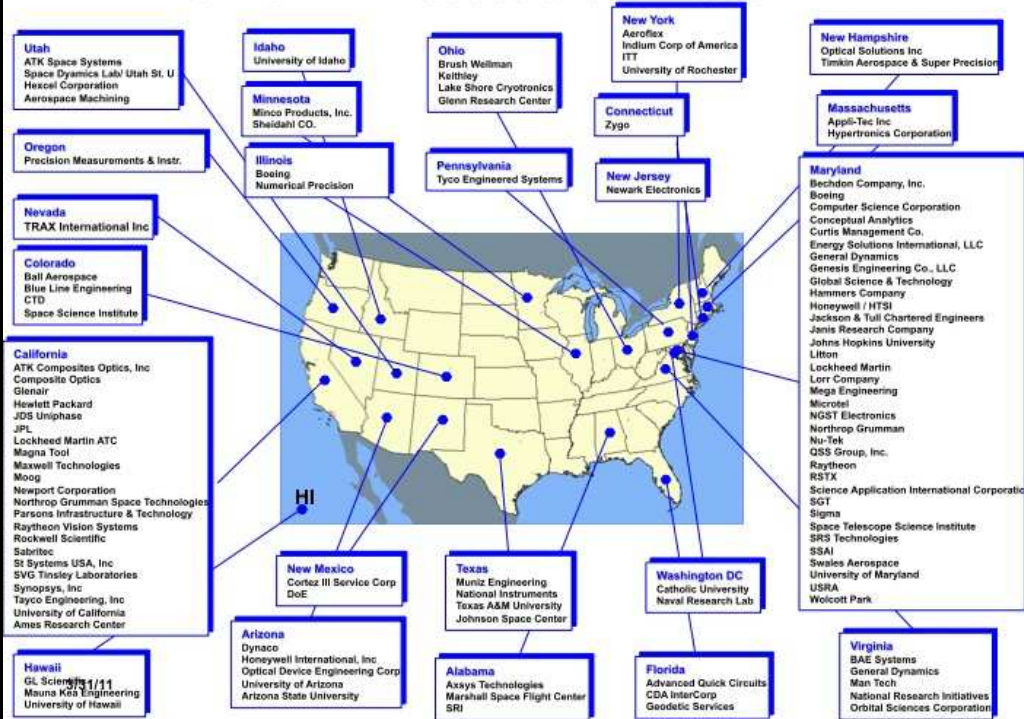 Utah
ATK Space Systems
Space Dyamics Lab/ Utah St. U
Hexcel Corporation
Aerospace Machining
Idaho
University of Idaho
Minnesota
Minco Products, Inc.
Sheidahl CO.
Ohio
Brush Wellman
Keithley
Lake Shore Cryotronics
Glenn Research Center
New York
Aeroflex
Indium Corp of America
ITT
University of Rochester
New Hampshire
Optical Solutions Inc
Timkin Aerospace & Super Precision
Connecticut
Zygo
Massachusetts
Appli-Tec Inc
Hypertronics Corporation
Oregon
Precision Measurements & Instr.
Illinois
Boeing
Numerical Precision
Pennsylvania
Tyco Engineered Systems
New Jersey
Newark Electronics
Nevada
TRAX International Inc
Colorado
Ball Aerospace
Blue Line Engineering
CTD
Space Science Institute
Maryland
Bechdon Company, Inc.
Boeing
Computer Science Corporation
Conceptual Analytics
Curtis Management Co.
Energy Solutions International, LLC
General Dynamics
Genesis Engineering Co., LLC
Global Science & Technology
Hammers Company
Honeywell / HTSI
Jackson & Tull Chartered Engineers
Janis Research Company
Johns Hopkins University
Litton
Lockheed Martin
Lorr Company
Mega Engineering
Microtel
NGST Electronics
Northrop Grumman
Nu-Tek
QSS Group, Inc.
Raytheon
RSTX
Science Application International Corporatio
SGT
Sigma
Space Telescope Science Institute
SRS Technologies
SSAI
Swales Aerospace
University of Maryland
USRA
Wolcott Park
California
ATK Composites Optics, Inc
Composite Optics
Glenair
Hewlett Packard
JDS Uniphase
JPL
Lockheed Martin ATC
Magna Tool
Maxwell Technologies
Moog
Newport Corporation
Northrop Grumman Space Technologies
Parsons Infrastructure & Technology
Raytheon Vision Systems
Rockwell Scientific
Sabritec
St Systems USA, Inc
SVG Tinsley Laboratories
Synopsys, Inc
Tayco Engineering, Inc
University of California
Ames Research Center
HI
New Mexico
Cortez III Service Corp
DoE
Texas
Muniz Engineering
National Instruments
Texas A&M University
Johnson Space Center
Washington DC
Catholic University
Naval Research Lab
Hawaii
GL Scientific
3/31/11
Mauna Kea Engineering
University of Hawaii
Arizona
Dynaco
Honeywell International, Inc
Optical Device Engineering Corp
University of Arizona
Arizona State University
Alabama
Axsys Technologies
Marshall Space Flight Center
SRI
Florida
Advanced Quick Circuits
CDA InterCorp
Geodetic Services
Virginia
BAE Systems
General Dynamics
Man Tech
National Research Initiatives
Orbital Sciences Corporation